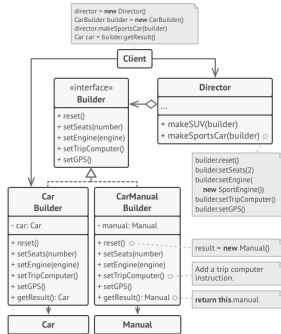 director = new Director()
CarBuilder builder = new CarBuilder()
director.makeSportsCar(builder)
Car car = builder.getResult()
Client
«interface»
Builder
+ reset()
+ setSeats(number)
+ setEngine(engine)
+ setTripComputer()
+ setGPS()
Director
...
+ makeSUV(builder)
+ makeSportsCar(builder)
builder.reset()
builder.setSeats(2)
builder.setEngine(
new SportEngine())
builder.setTripComputer()
builder.setGPS()
Car
Builder
- car: Car
+ reset()
+ setSeats(number)
+ setEngine(engine)
+ setTripComputer()
+ setGPS()
+ getResult(): Car
CarManual
Builder
- manual: Manual
+ reset()
+ setSeats(number)
+ setEngine(engine)
+ setTripComputer()
+ setGPS()
+ getResult(): Manual
result = new Manual()
Add a trip computer
instruction.
return this.manual
Car
Manual